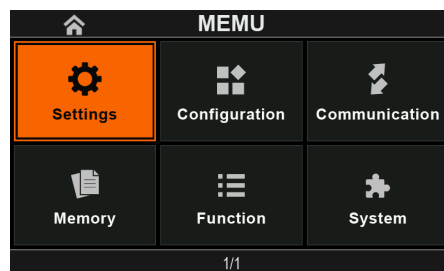 MEMU
Settings
Configuration
Communication
Memory
Function
System
1/1